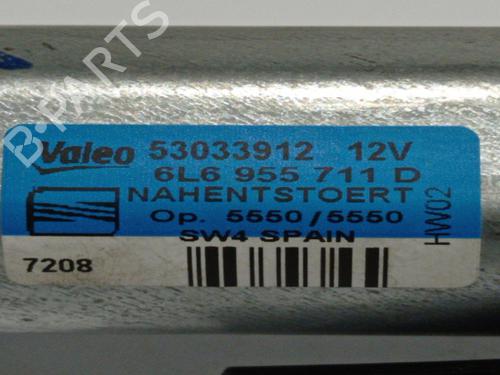 B-PARTS
Valeo 53033912 12V
6L6 955 711 D
NAHENTSTOERT
Op. 5550/5550
SW4 SPAIN
HW02
7208